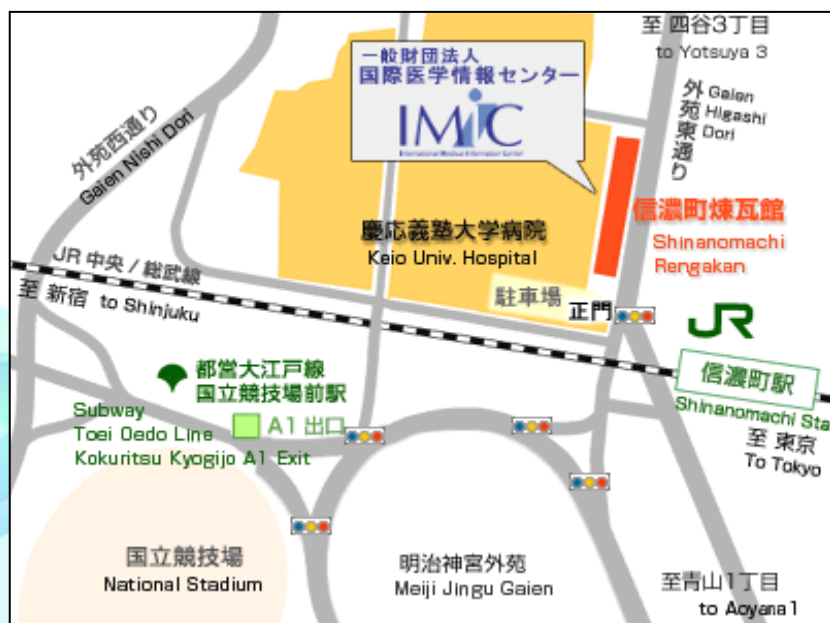 至 四谷3丁目
to Yotsuya 3
一般財団法人
国際医学情報センター
IMIC
International Medical Information Center
外苑東通り
Gaien
Higashi
Dori
外苑西通り
Gaien Nishi Dori
信濃町煉瓦館
Shinanomachi
Rengakan
慶応義塾大学病院
Keio Univ. Hospital
JR 中央 / 総武線
至 新宿 to Shinjuku
駐車場
正門
JR
信濃町駅
Shinanomachi Sta
至 東京
To Tokyo
都営大江戸線
国立競技場前駅
A1 出口
Subway
Toei Oedo Line
Kokuritsu Kyogijo A1 Exit
国立競技場
National Stadium
明治神宮外苑
Meiji Jingu Gaien
至青山1丁目
to Aoyana 1